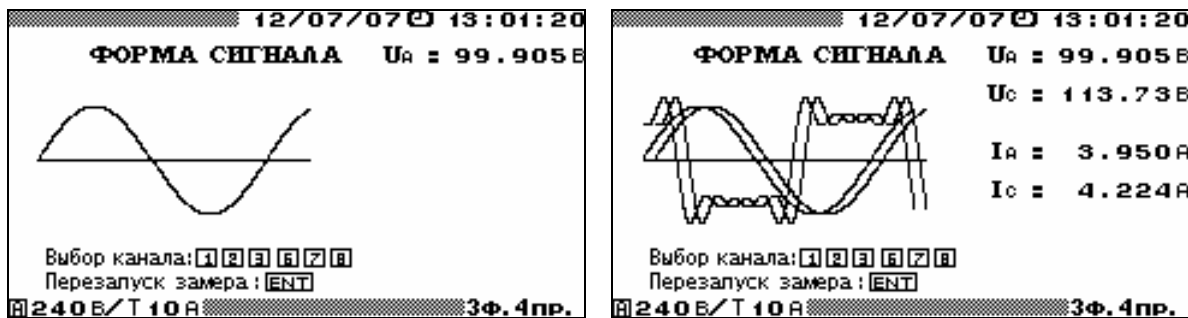 12/07/07 13:01:20
ФОРМА СИГНАЛА UА = 99.905В
Выбор канала: 1 2 3 6 7 8
Перезапуск замера: ENT
А 240В/Т10А 3ф.4пр.
12/07/07 13:01:20
ФОРМА СИГНАЛА UА = 99.905В
UС = 113.73В
IА = 3.950А
IС = 4.224А
Выбор канала: 1 2 3 6 7 8
Перезапуск замера: ENT
А 240В/Т10А 3ф.4пр.